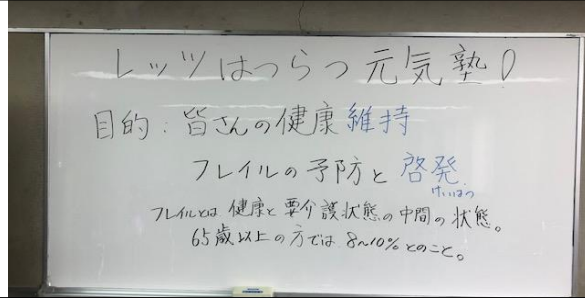 レッツはつらつ元気塾!
目的:皆さんの健康維持
フレイルの予防と啓発
けいはつ
フレイルとは健康と要介護状態の中間の状態。
65歳以上の方では8~10%とのこと。